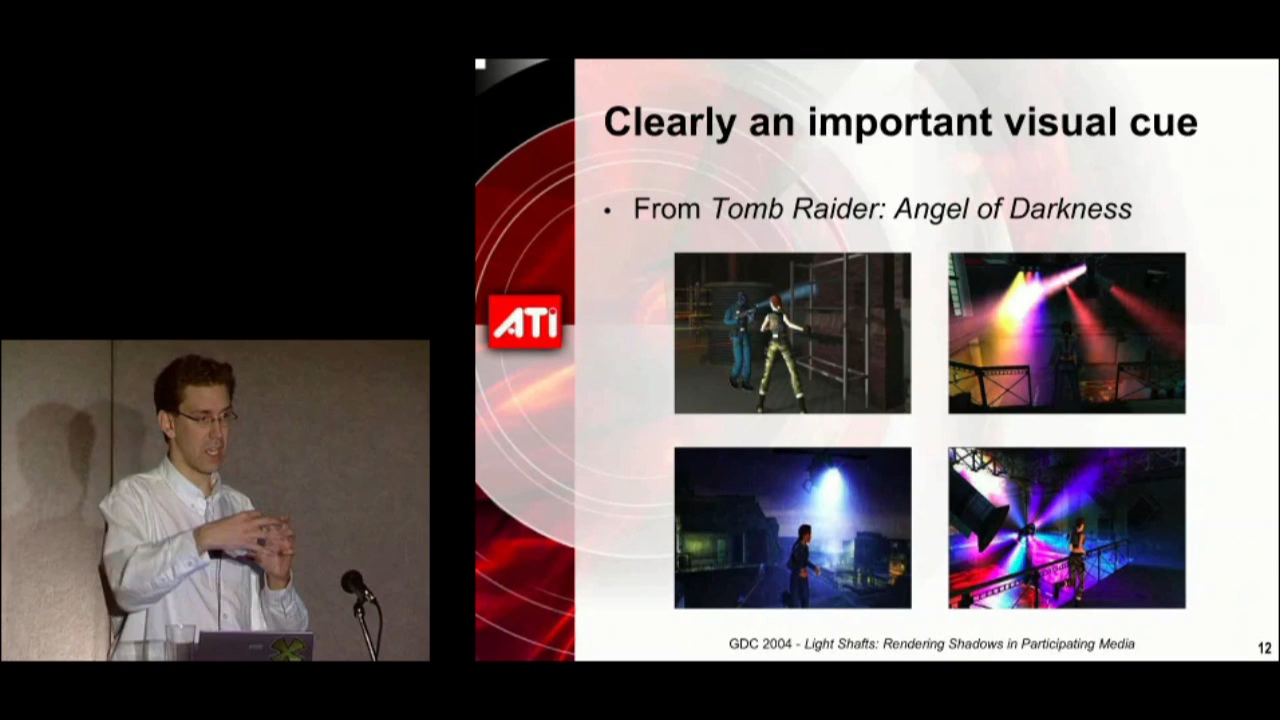 Clearly an important visual cue
• From Tomb Raider: Angel of Darkness
ATi
GDC 2004 - Light Shafts: Rendering Shadows in Participating Media
12